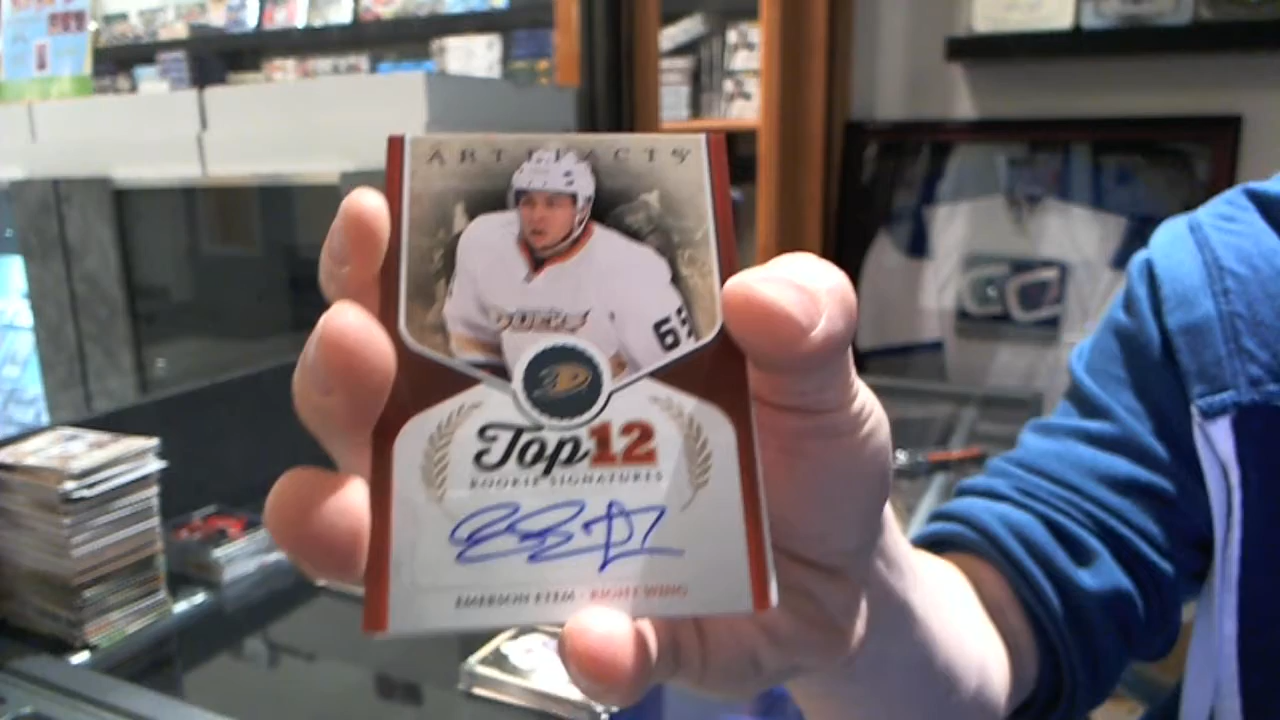 ARTIFACTS
DUCKS
Top12
ROOKIE SIGNATURES
EMERSON ETEM · RIGHT WING